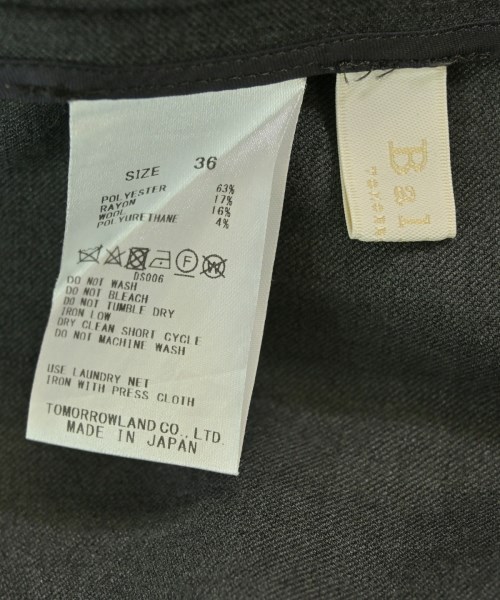 SIZE 36
POLYESTER 63%
RAYON 17%
WOOL 16%
POLYURETHANE 4%
DS006
DO NOT WASH
DO NOT BLEACH
DO NOT TUMBLE DRY
IRON LOW
DRY CLEAN SHORT CYCLE
DO NOT MACHINE WASH
USE LAUNDRY NET
IRON WITH PRESS CLOTH
TOMORROWLAND CO., LTD.
MADE IN JAPAN